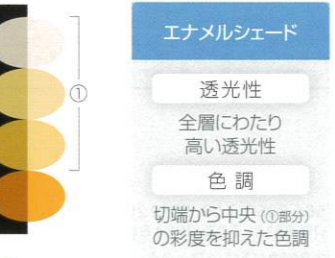 ①
エナメルシェード
透光性
全層にわたり
高い透光性
色調
切端から中央(①部分)
の彩度を抑えた色調